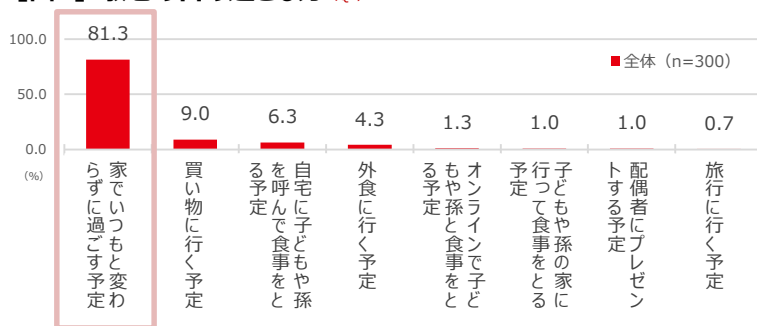 81.3
100.0
50.0
0.0
(%)
■全体（n=300）
9.0
6.3
4.3
1.3
1.0
1.0
0.7
家でいつもと変わ
らずに過ごす予定
買い物に行く予定
自宅に子どもや孫
を呼んで食事をと
る予定
外食に行く予定
オンラインで子ど
もや孫と食事をと
る予定
子どもや孫の家に
行って食事をとる
予定
配偶者にプレゼン
トする予定
旅行に行く予定